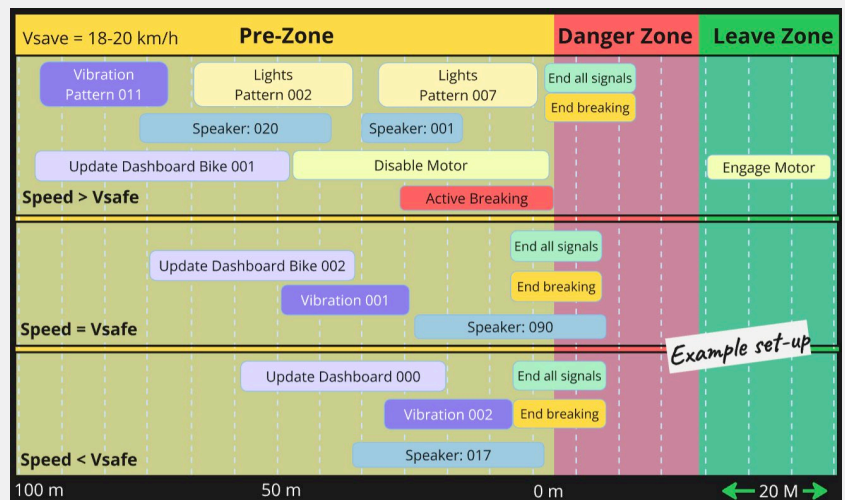 Vsave = 18-20 km/h
Pre-Zone
Danger Zone
Leave Zone
Vibration
Pattern 011
Lights
Pattern 002
Lights
Pattern 007
End all signals
End breaking
Speaker: 020
Speaker: 001
Update Dashboard Bike 001
Disable Motor
Engage Motor
Speed > Vsafe
Active Breaking
End all signals
Update Dashboard Bike 002
End breaking
Vibration 001
Speed = Vsafe
Speaker: 090
Example set-up
Update Dashboard 000
End all signals
Vibration 002
End breaking
Speed < Vsafe
Speaker: 017
100 m
50 m
0 m
20 M